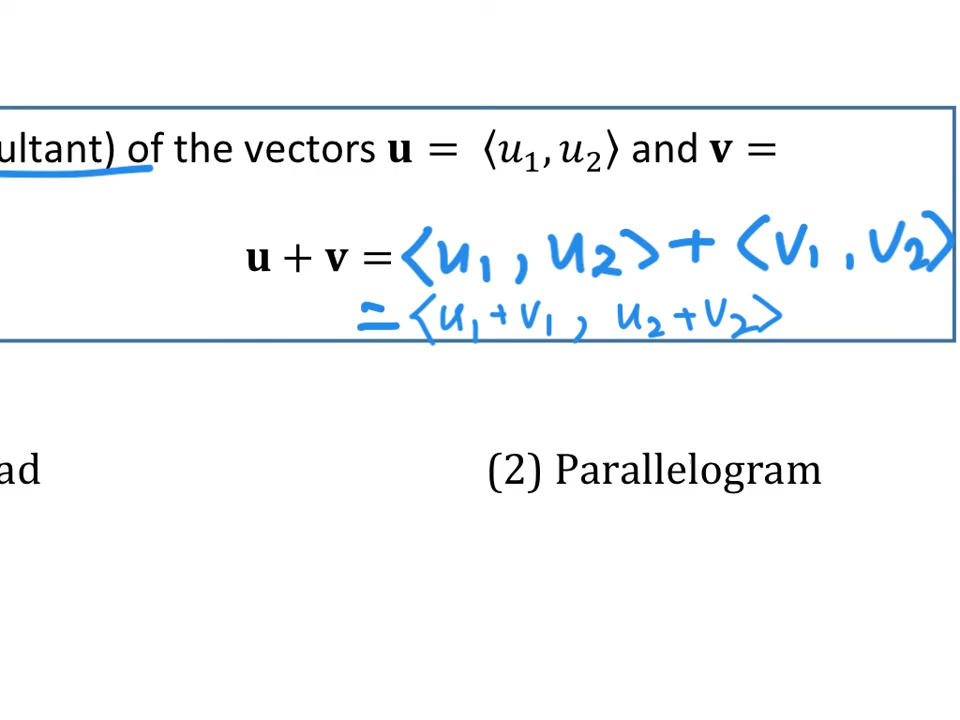 ultant) of the vectors 𝐮 = ⟨𝑢₁, 𝑢₂⟩ and 𝐯 =
𝐮 + 𝐯 = ⟨u₁, u₂⟩ + ⟨v₁, v₂⟩
= ⟨u₁ + v₁, u₂ + v₂⟩
ad (2) Parallelogram